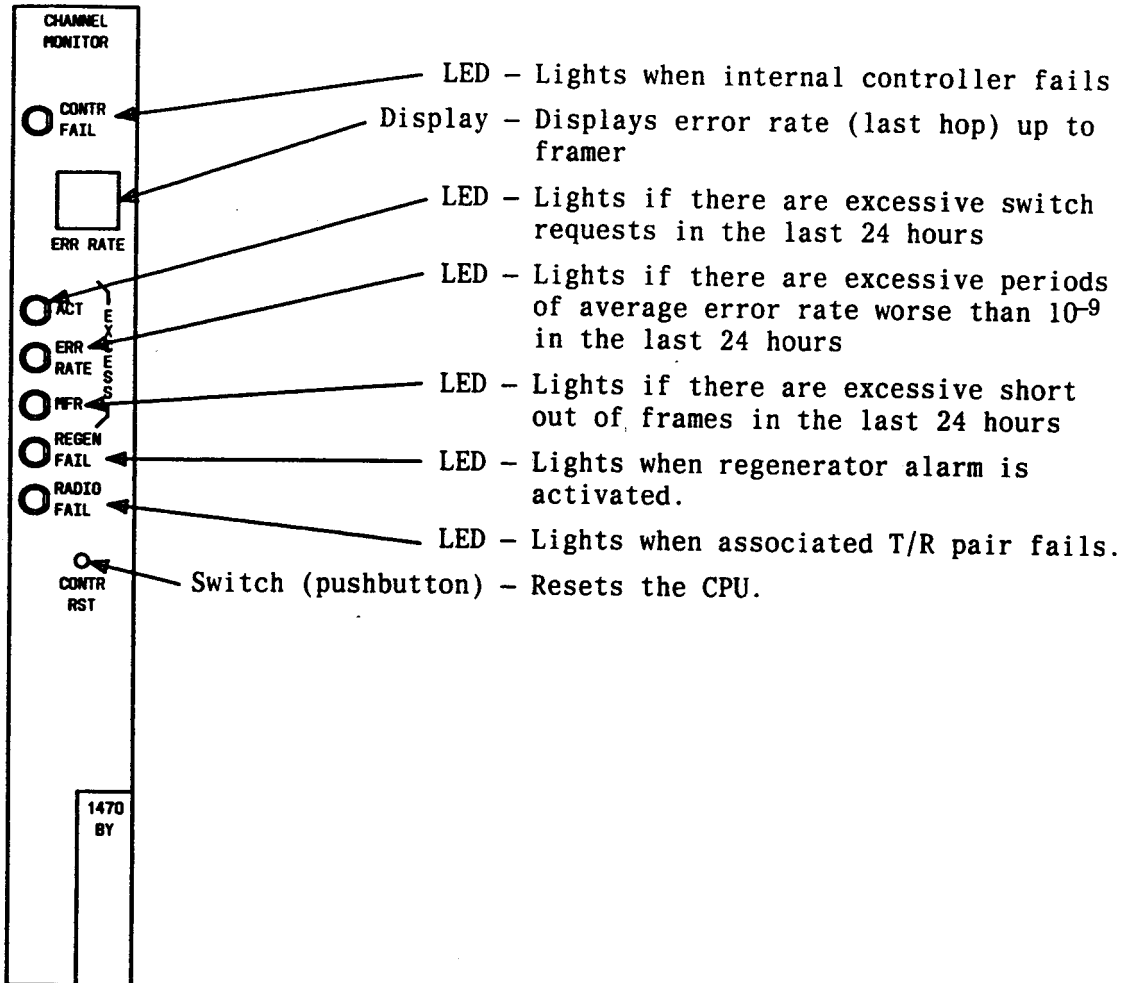 CHANNEL
MONITOR
CONTR
FAIL
ERR RATE
ACT
ERR
RATE
MFR
EXCESS
REGEN
FAIL
RADIO
FAIL
CONTR
RST
1470
BY
LED – Lights when internal controller fails
Display – Displays error rate (last hop) up to
framer
LED – Lights if there are excessive switch
requests in the last 24 hours
LED – Lights if there are excessive periods
of average error rate worse than 10⁻⁹
in the last 24 hours
LED – Lights if there are excessive short
out of frames in the last 24 hours
LED – Lights when regenerator alarm is
activated.
LED – Lights when associated T/R pair fails.
Switch (pushbutton) – Resets the CPU.